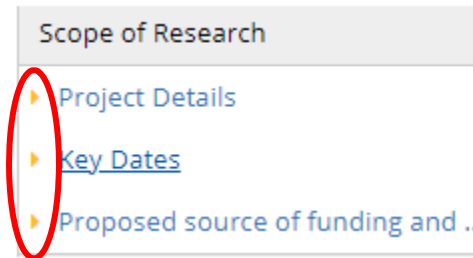 Scope of Research
Project Details
Key Dates
Proposed source of funding and ..